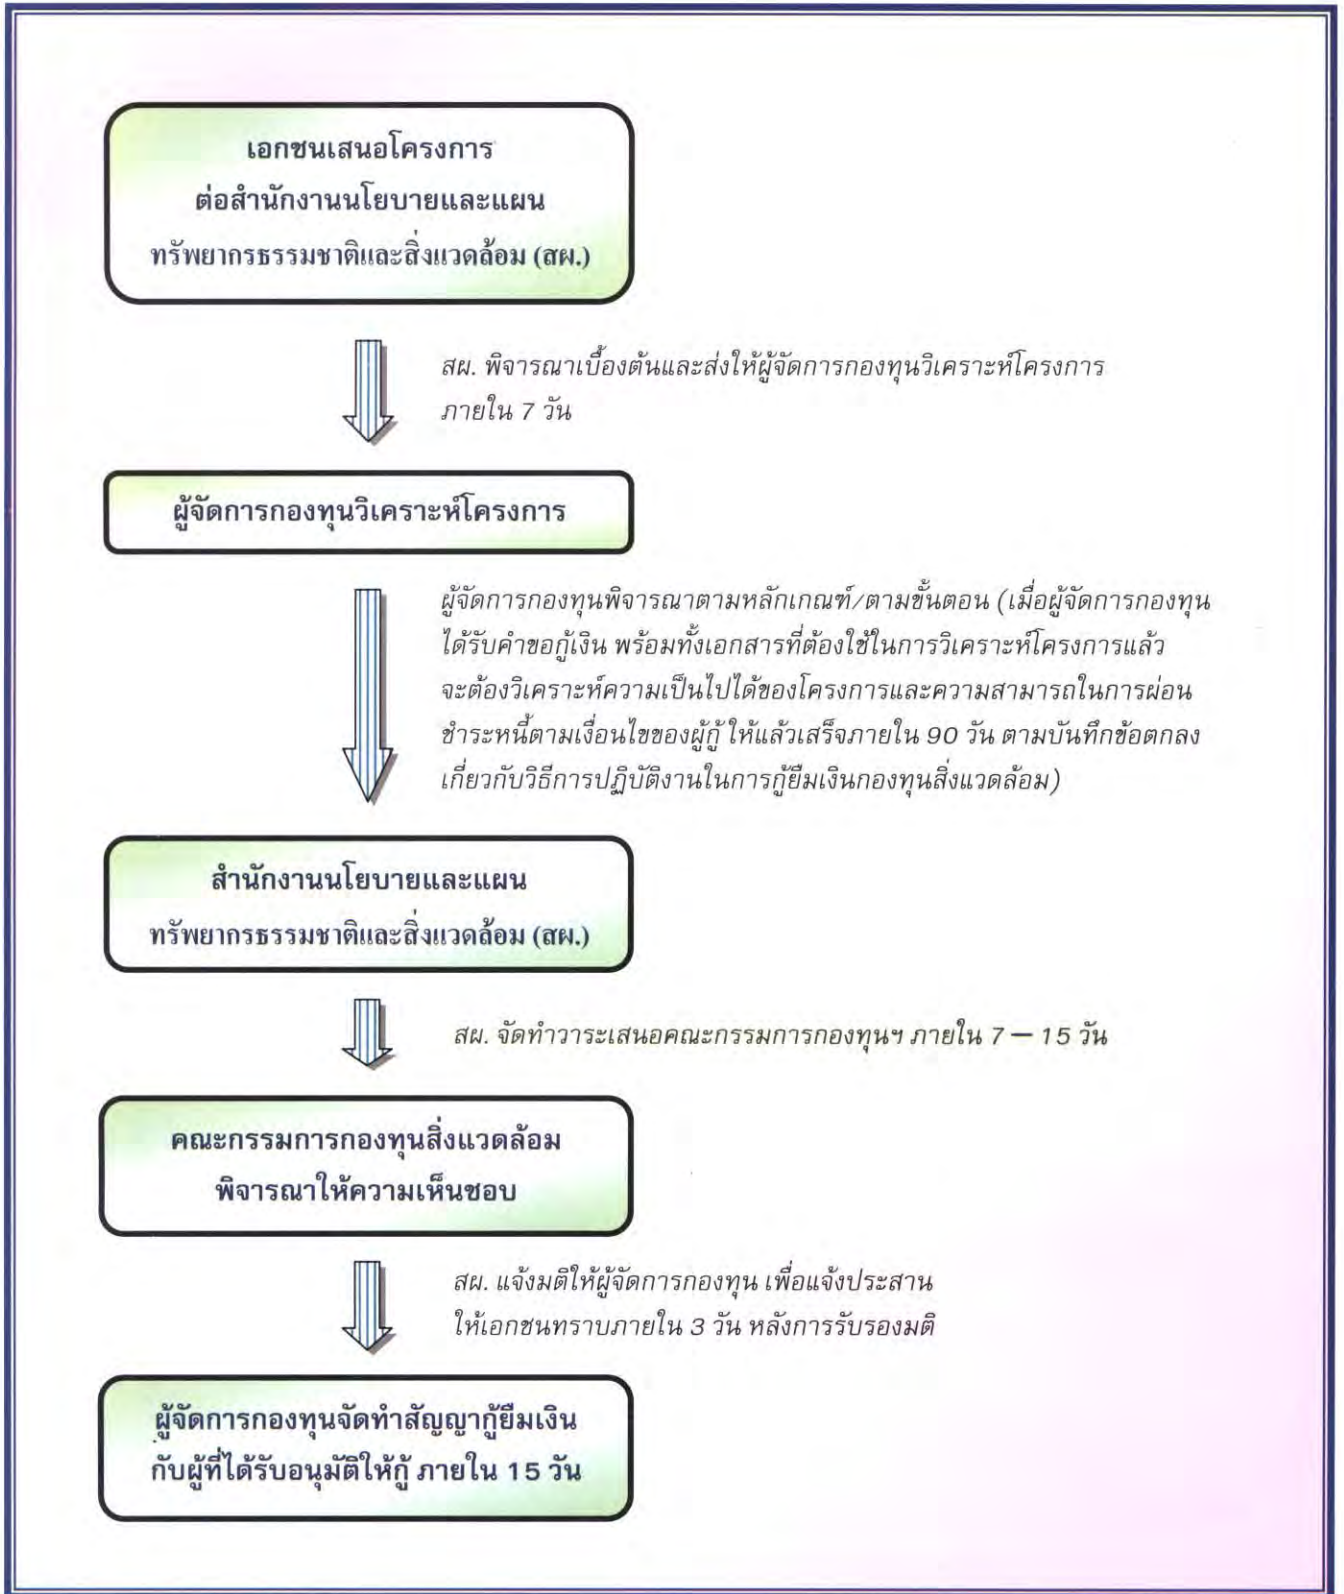 เอกชนเสนอโครงการ
ต่อสำนักงานนโยบายและแผน
ทรัพยากรธรรมชาติและสิ่งแวดล้อม (สผ.)
สผ. พิจารณาเบื้องต้นและส่งให้ผู้จัดการกองทุนวิเคราะห์โครงการ
ภายใน 7 วัน
ผู้จัดการกองทุนวิเคราะห์โครงการ
ผู้จัดการกองทุนพิจารณาตามหลักเกณฑ์/ตามขั้นตอน (เมื่อผู้จัดการกองทุน
ได้รับคำขอกู้เงิน พร้อมทั้งเอกสารที่ต้องใช้ในการวิเคราะห์โครงการแล้ว
จะต้องวิเคราะห์ความเป็นไปได้ของโครงการและความสามารถในการผ่อน
ชำระหนี้ตามเงื่อนไขของผู้กู้ ให้แล้วเสร็จภายใน 90 วัน ตามบันทึกข้อตกลง
เกี่ยวกับวิธีการปฏิบัติงานในการกู้ยืมเงินกองทุนสิ่งแวดล้อม)
สำนักงานนโยบายและแผน
ทรัพยากรธรรมชาติและสิ่งแวดล้อม (สผ.)
สผ. จัดทำวาระเสนอคณะกรรมการกองทุนฯ ภายใน 7 — 15 วัน
คณะกรรมการกองทุนสิ่งแวดล้อม
พิจารณาให้ความเห็นชอบ
สผ. แจ้งมติให้ผู้จัดการกองทุน เพื่อแจ้งประสาน
ให้เอกชนทราบภายใน 3 วัน หลังการรับรองมติ
ผู้จัดการกองทุนจัดทำสัญญากู้ยืมเงิน
กับผู้ที่ได้รับอนุมัติให้กู้ ภายใน 15 วัน